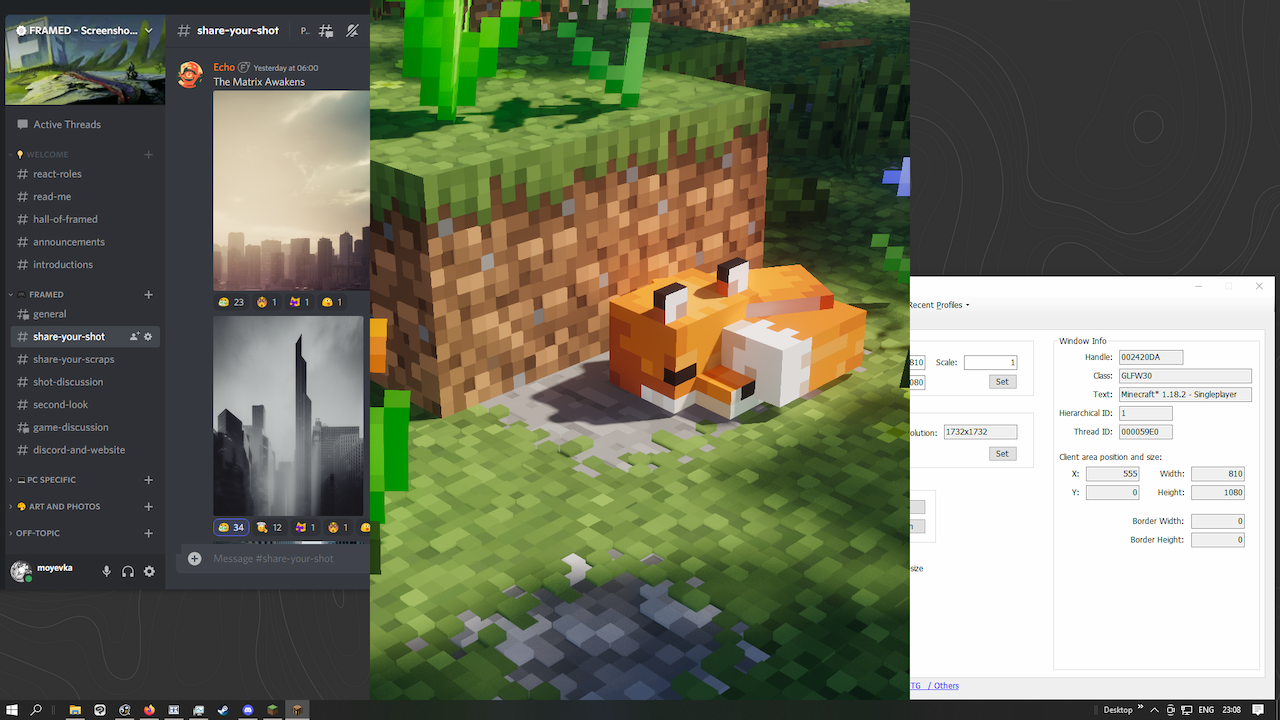 FRAMED - Screensho...
Active Threads
WELCOME
react-roles
read-me
hall-of-framed
announcements
introductions
FRAMED
general
share-your-shot
share-your-scraps
shot-discussion
second-look
game-discussion
discord-and-website
PC SPECIFIC
ART AND PHOTOS
OFF-TOPIC
moyevka
share-your-shot
P...
Echo Yesterday at 06:00
The Matrix Awakens
23 1 1 1
34 12 1 1
Message #share-your-shot
Recent Profiles
810 Scale: 1
080 Set
olution: 1732x1732
Set
size
TG / Others
Window Info
Handle: 002420DA
Class: GLFW30
Text: Minecraft* 1.18.2 - Singleplayer
Hierarchical ID: 1
Thread ID: 000059E0
Client area position and size:
X: 555 Width: 810
Y: 0 Height: 1080
Border Width: 0
Border Height: 0
Desktop ENG 23:08